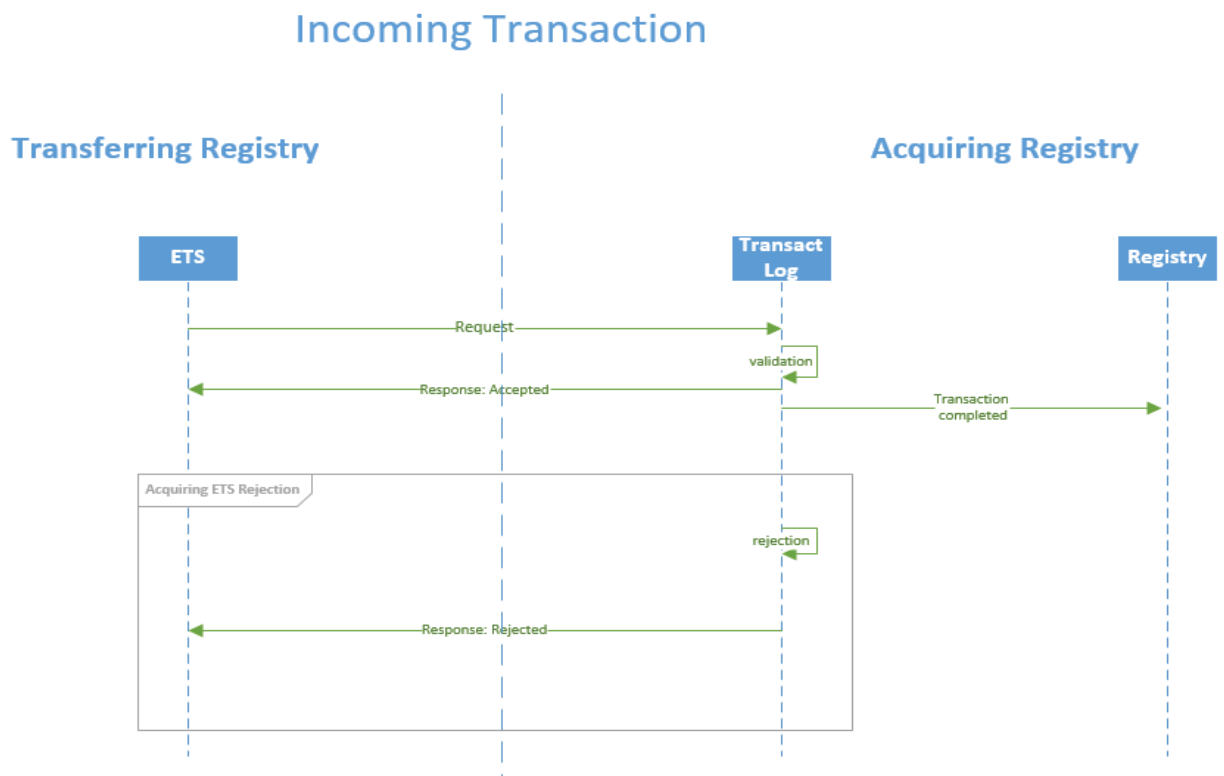 Incoming Transaction
Transferring Registry
Acquiring Registry
ETS
Transact
Log
Registry
Request
validation
Response: Accepted
Transaction
completed
Acquiring ETS Rejection
rejection
Response: Rejected